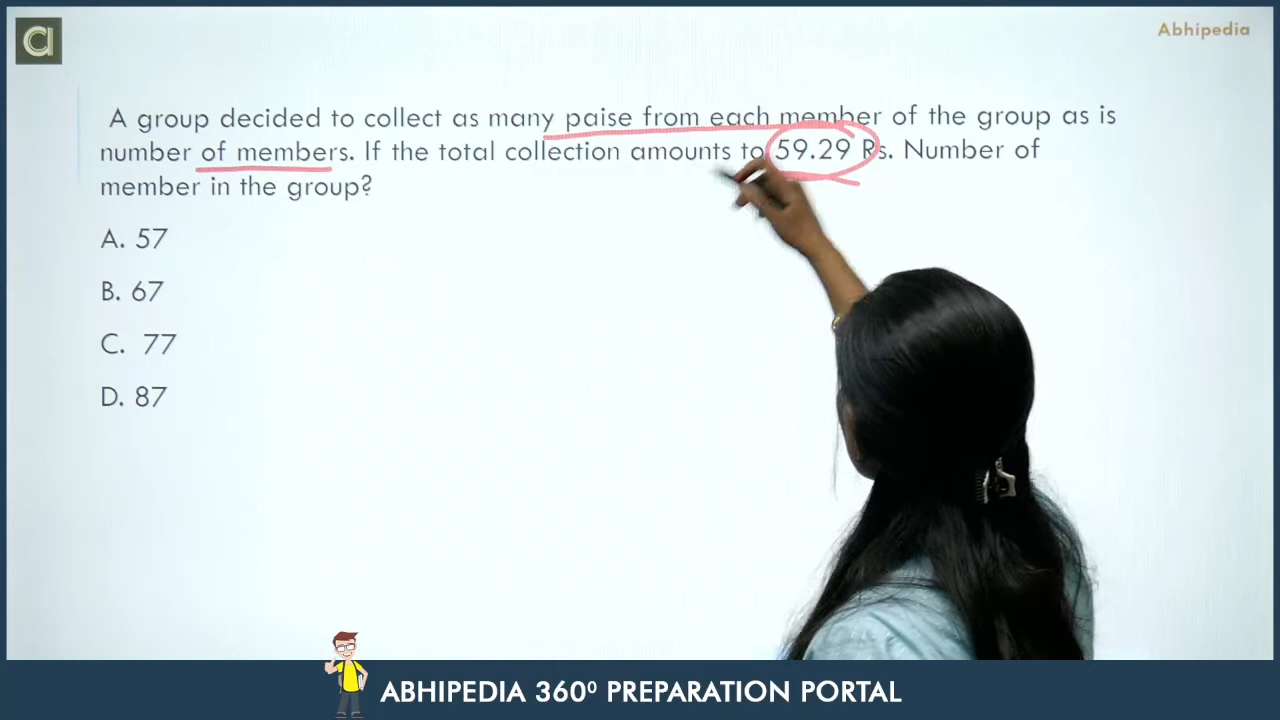 Abhipedia
A group decided to collect as many paise from each member of the group as is
number of members. If the total collection amounts to 59.29 Rs. Number of
member in the group?
A. 57
B. 67
C. 77
D. 87
ABHIPEDIA 360⁰ PREPARATION PORTAL